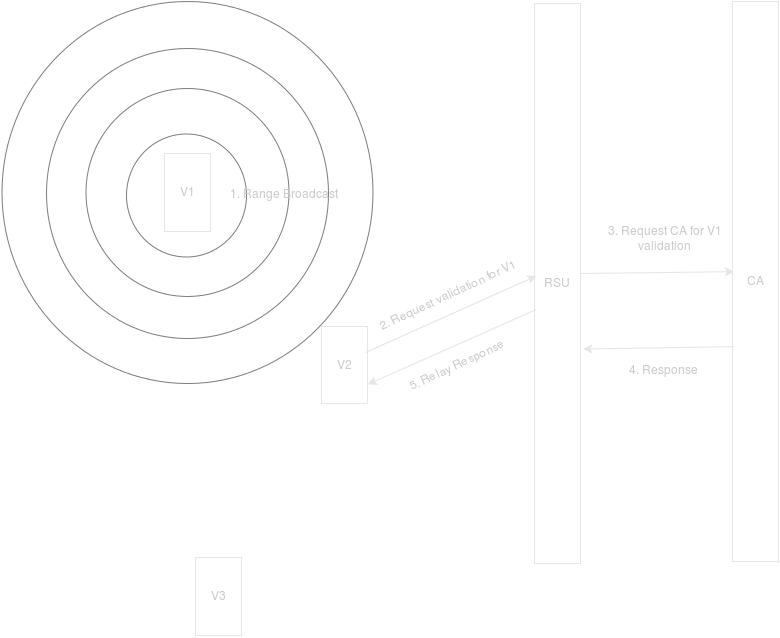 V1
1. Range Broadcast
3. Request CA for V1
validation
2. Request validation for V1
RSU
CA
V2
5. Relay Response
4. Response
V3